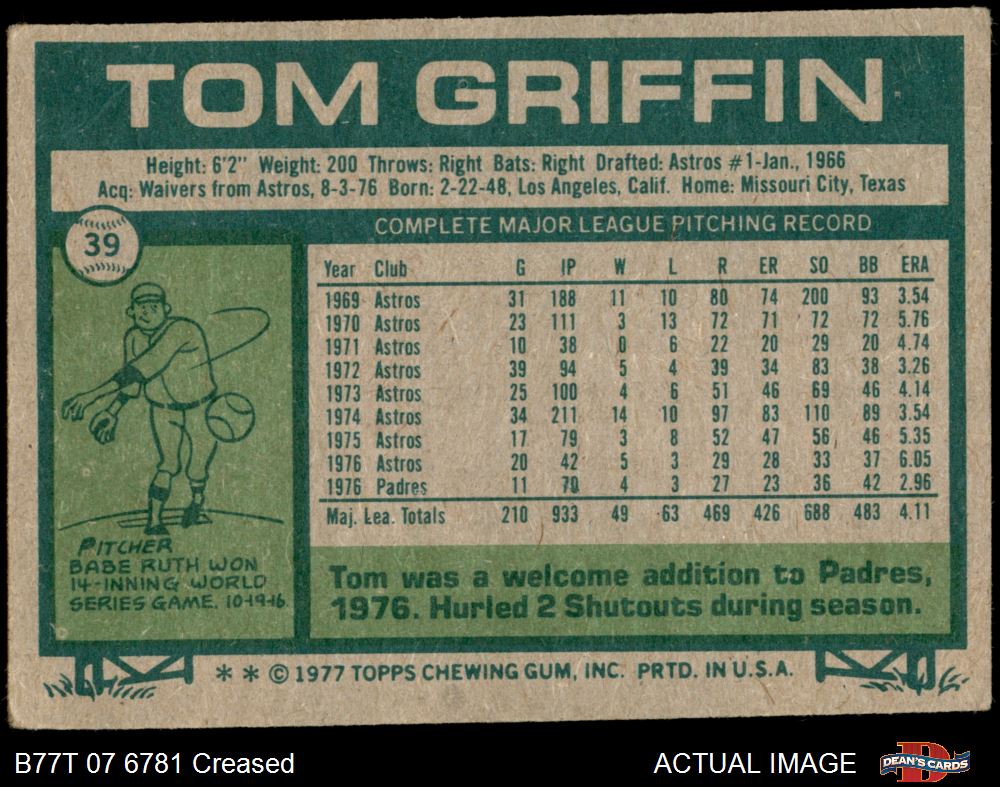 TOM GRIFFIN
Height: 6'2" Weight: 200 Throws: Right Bats: Right Drafted: Astros #1-Jan., 1966
Acq: Waivers from Astros, 8-3-76 Born: 2-22-48, Los Angeles, Calif. Home: Missouri City, Texas
39
COMPLETE MAJOR LEAGUE PITCHING RECORD
Year Club G IP W L R ER SO BB ERA
1969 Astros 31 188 11 10 80 74 200 93 3.54
1970 Astros 23 111 3 13 72 71 72 72 5.76
1971 Astros 10 38 0 6 22 20 29 20 4.74
1972 Astros 39 94 5 4 39 34 83 38 3.26
1973 Astros 25 100 4 6 51 46 69 46 4.14
1974 Astros 34 211 14 10 97 83 110 89 3.54
1975 Astros 17 79 3 8 52 47 56 46 5.35
1976 Astros 20 42 5 3 29 28 33 37 6.05
1976 Padres 11 70 4 3 27 23 36 42 2.96
Maj. Lea. Totals 210 933 49 63 469 426 688 483 4.11
PITCHER
BABE RUTH WON
14-INNING WORLD
SERIES GAME. 10-19-16
Tom was a welcome addition to Padres,
1976. Hurled 2 Shutouts during season.
** © 1977 TOPPS CHEWING GUM, INC. PRTD. IN U.S.A.
B77T 07 6781 Creased
ACTUAL IMAGE
DEAN'S CARDS